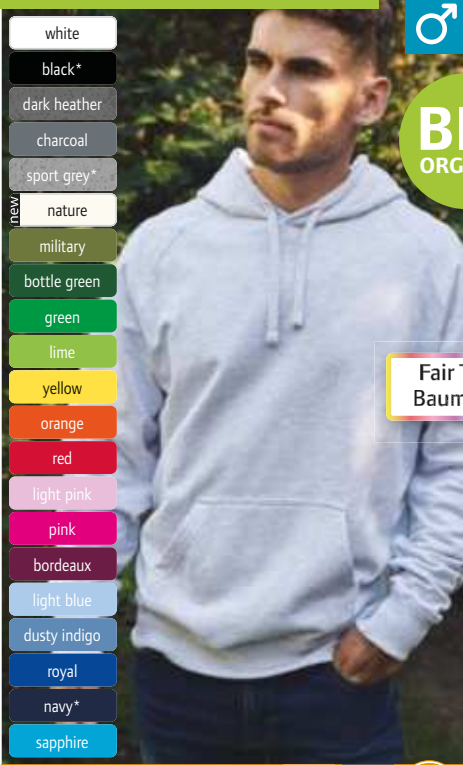 white
black*
dark heather
charcoal
sport grey*
new
nature
military
bottle green
green
lime
yellow
orange
red
light pink
pink
bordeaux
light blue
dusty indigo
royal
navy*
sapphire
ORG
Fair
Baum